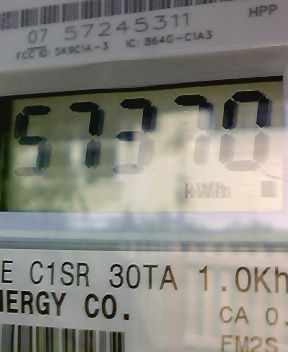 HPP
07 57245311
FCC ID: SK9C1A-3 IC: 864G-C1A3
57370
kWh
E C1SR 30TA 1.0Kh
NERGY CO.
CA 0.
FM2S